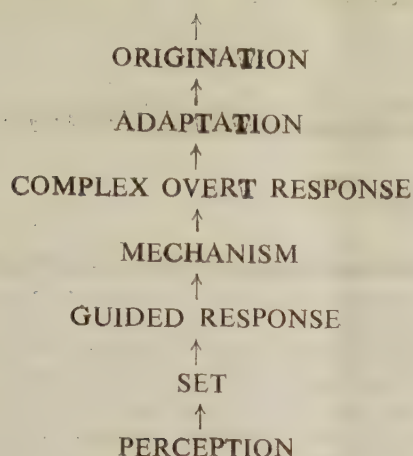 ↑
ORIGINATION
↑
ADAPTATION
↑
COMPLEX OVERT RESPONSE
↑
MECHANISM
↑
GUIDED RESPONSE
↑
SET
↑
PERCEPTION